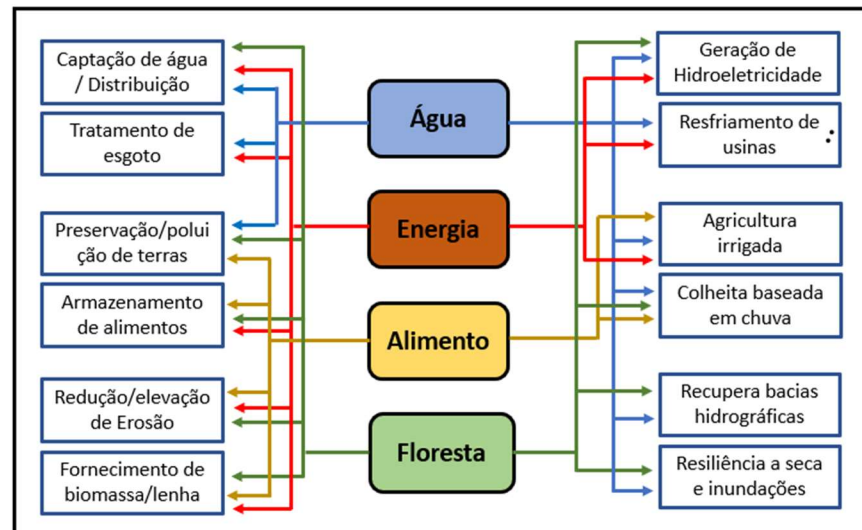 Captação de água
/ Distribuição
Tratamento de
esgoto
Preservação/polui
ição de terras
Armazenamento
de alimentos
Redução/elevação
de Erosão
Fornecimento de
biomassa/lenha
Água
Energia
Alimento
Floresta
Geração de
Hidroeletricidade
Resfriamento de
usinas
Agricultura
irrigada
Colheita baseada
em chuva
Recupera bacias
hidrográficas
Resiliência a seca
e inundações